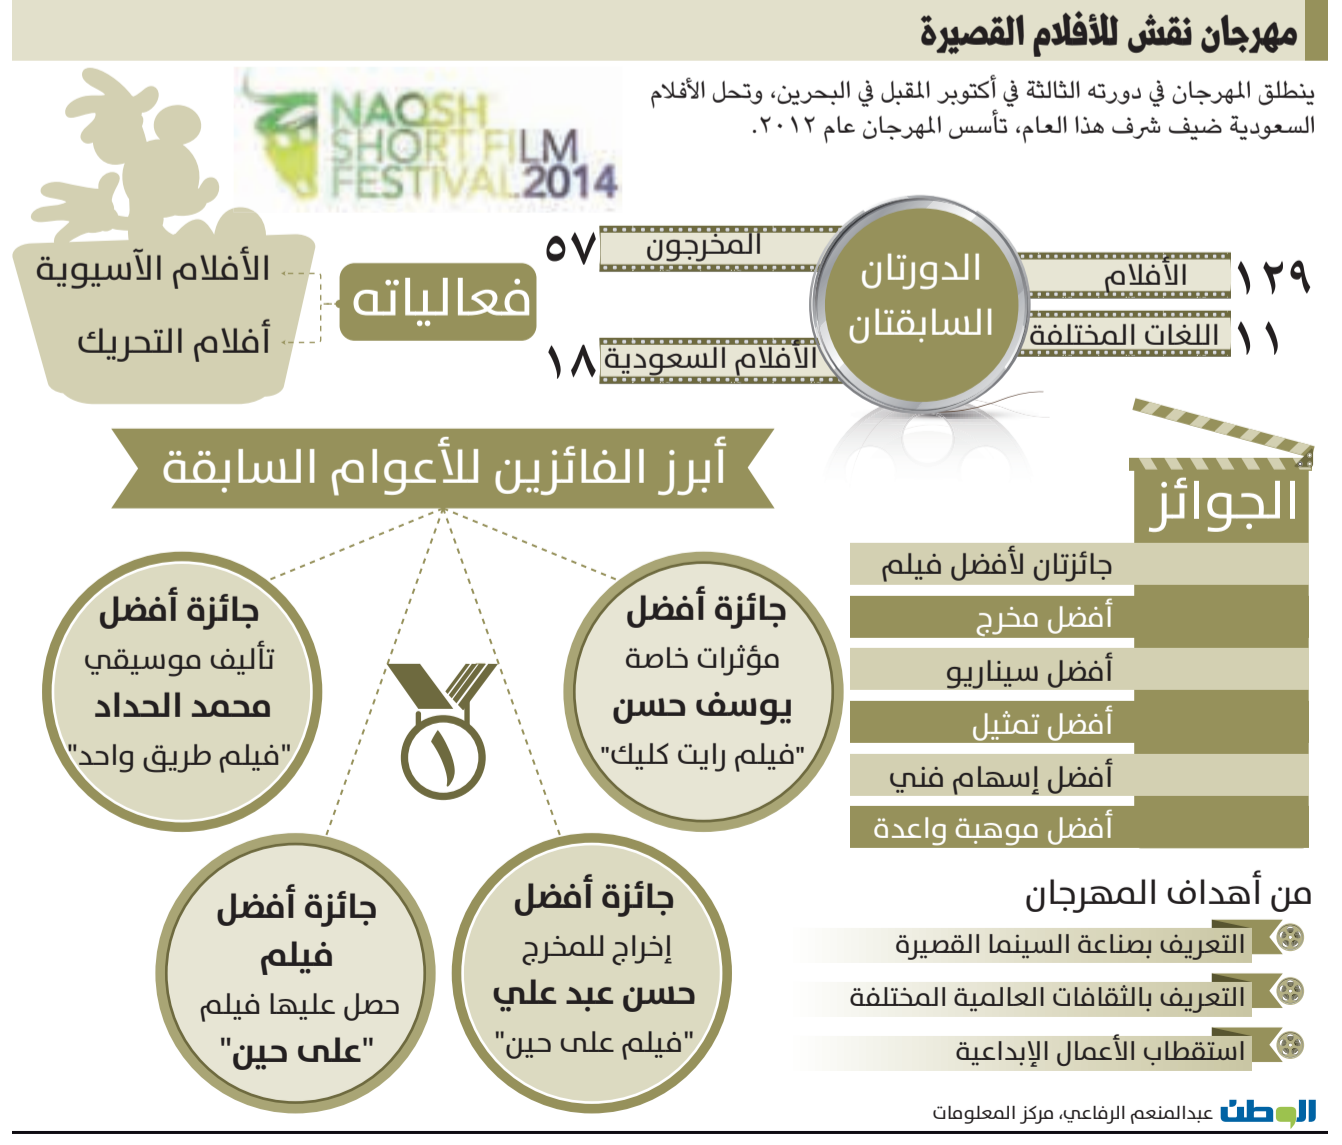 مهرجان نقش للأفلام القصيرة
ينطلق المهرجان في دورته الثالثة في أكتوبر المقبل في البحرين، وتحل الأفلام
السعودية ضيف شرف هذا العام، تأسس المهرجان عام ٢٠١٢.
NAQSH
SHORT FILM
FESTIVAL.2014
الدورتان
السابقتان
١٢٩ الأفلام
١١ اللغات المختلفة
المخرجون ٥٧
الأفلام السعودية ١٨
فعالياته
الأفلام الآسيوية
أفلام التحريك
الجوائز
جائزتان لأفضل فيلم
أفضل مخرج
أفضل سيناريو
أفضل تمثيل
أفضل إسهام فني
أفضل موهبة واعدة
أبرز الفائزين للأعوام السابقة
جائزة أفضل
مؤثرات خاصة
يوسف حسن
"فيلم رايت كليك"
١
جائزة أفضل
تأليف موسيقي
محمد الحداد
"فيلم طريق واحد"
جائزة أفضل
إخراج للمخرج
حسن عبد علي
"فيلم على حين"
جائزة أفضل
فيلم
حصل عليها فيلم
"على حين"
من أهداف المهرجان
التعريف بصناعة السينما القصيرة
التعريف بالثقافات العالمية المختلفة
استقطاب الأعمال الإبداعية
الوطن عبدالمنعم الرفاعي، مركز المعلومات